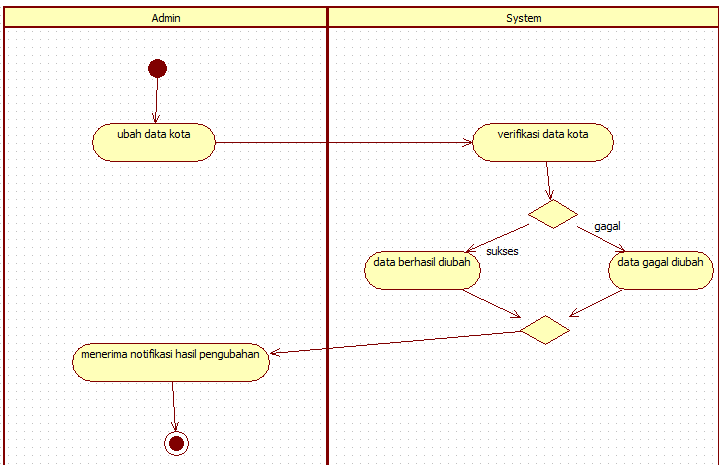 Admin
System
ubah data kota
verifikasi data kota
gagal
sukses
data berhasil diubah
data gagal diubah
menerima notifikasi hasil pengubahan